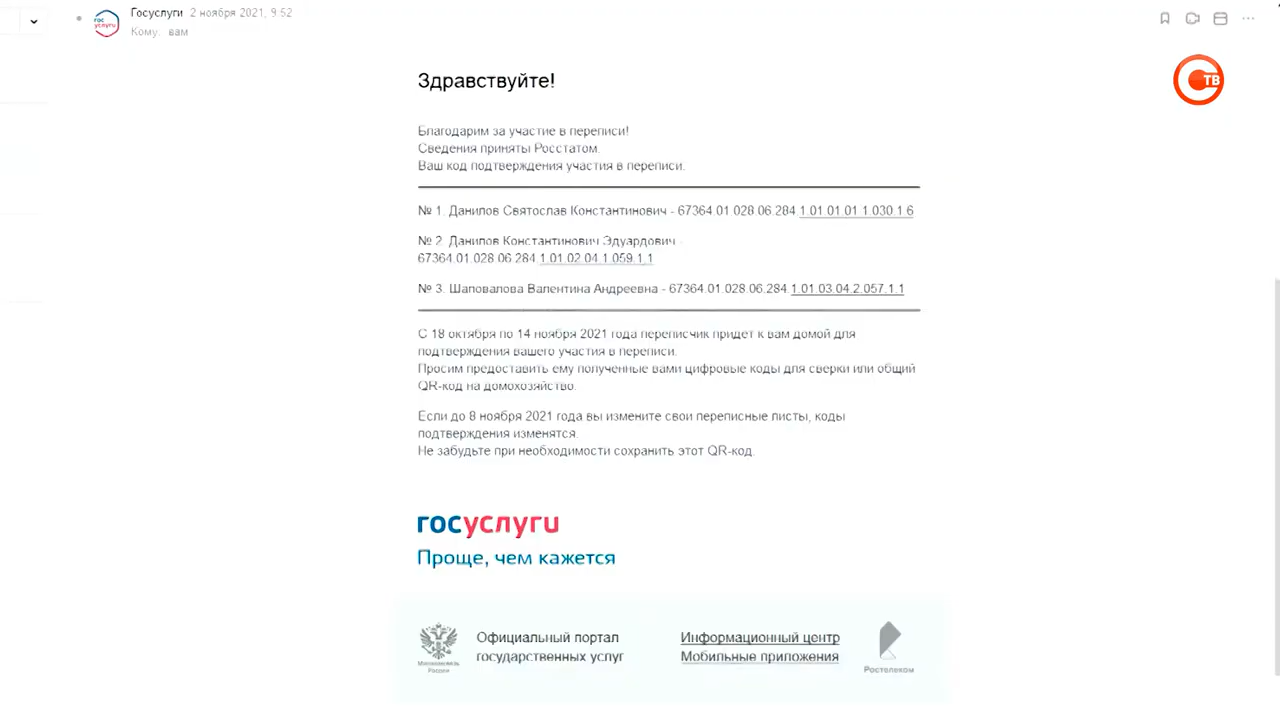 Госуслуги 2 ноября 2021, 9:52
гос
услуги
Кому: вам
ТВ
Здравствуйте!
Благодарим за участие в переписи!
Сведения приняты Росстатом.
Ваш код подтверждения участия в переписи:
№ 1. Данилов Святослав Константинович - 67364.01.028.06.284.1.01.01.01.1.030.1.6
№ 2. Данилов Константинович Эдуардович -
67364.01.028.06.284.1.01.02.04.1.059.1.1
№ 3. Шаповалова Валентина Андреевна - 67364.01.028.06.284.1.01.03.04.2.057.1.1
С 18 октября по 14 ноября 2021 года переписчик придет к вам домой для
подтверждения вашего участия в переписи.
Просим предоставить ему полученные вами цифровые коды для сверки или общий
QR-код на домохозяйство.
Если до 8 ноября 2021 года вы измените свои переписные листы, коды
подтверждения изменятся.
Не забудьте при необходимости сохранить этот QR-код.
госуслуги
Проще, чем кажется
Официальный портал
государственных услуг
Минкомсвязь
России
Информационный центр
Мобильные приложения
Ростелеком